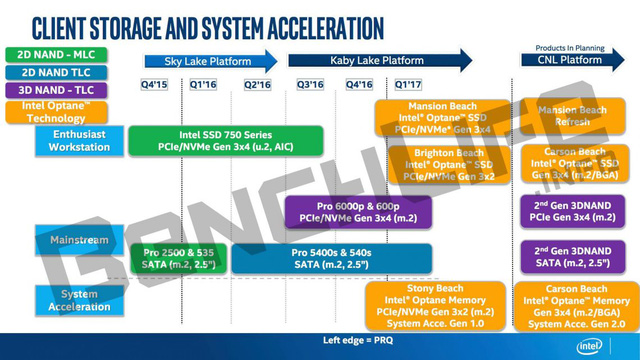 CLIENT STORAGE AND SYSTEM ACCELERATION
2D NAND – MLC
2D NAND TLC
3D NAND - TLC
Intel Optane™
Technology
Sky Lake Platform
Kaby Lake Platform
Products In Planning
CNL Platform
Q4'15
Q1'16
Q2'16
Q3'16
Q4'16
Q1'17
Enthusiast
Workstation
Intel SSD 750 Series
PCIe/NVMe Gen 3x4 (u.2, AIC)
Mansion Beach
Intel® Optane™ SSD
PCIe/NVMe* Gen 3x4
Brighton Beach
Intel® Optane™ SSD
PCIe/NVMe Gen 3x2
Mansion Beach
Refresh
Carson Beach
Intel® Optane™ SSD
Gen 3x4 (m.2/BGA)
Mainstream
Pro 6000p & 600p
PCIe/NVMe Gen 3x4 (m.2)
2nd Gen 3DNAND
PCIe Gen 3x4 (m.2)
Pro 2500 & 535
SATA (m.2, 2.5")
Pro 5400s & 540s
SATA (m.2, 2.5")
2nd Gen 3DNAND
SATA (m.2, 2.5")
System
Acceleration
Stony Beach
Intel® Optane Memory
PCIe/NVMe Gen 3x2 (m.2)
System Acce. Gen 1.0
Carson Beach
Intel® Optane™ Memory
Gen 3x4 (m.2/BGA)
System Acce. Gen 2.0
Left edge = PRQ
intel
BENCHLIFE
.INFO